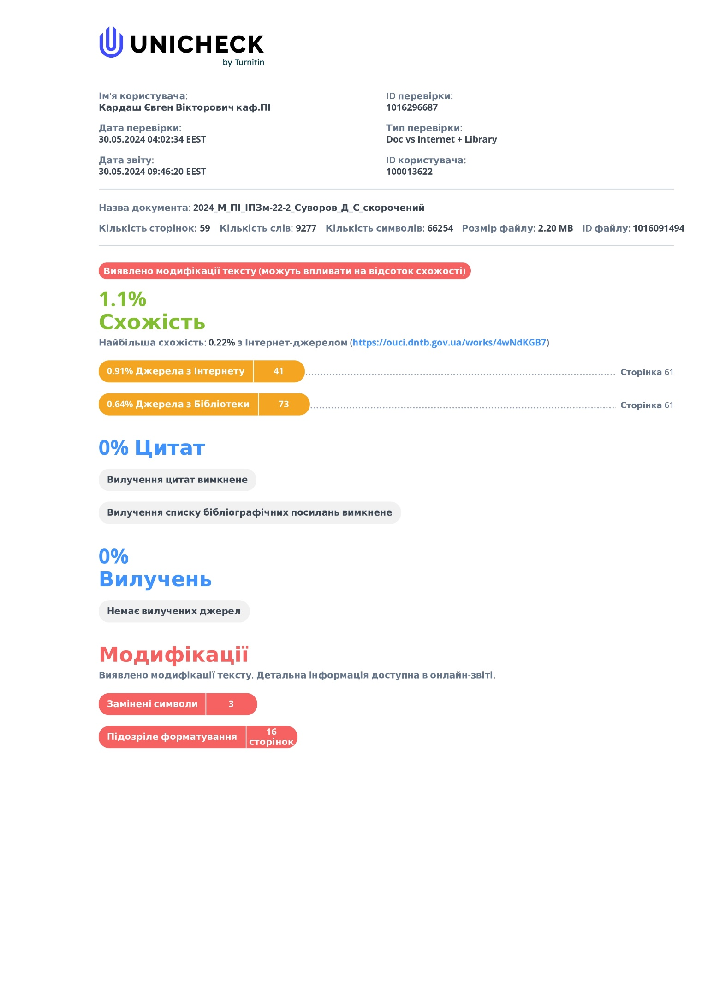 UNICHECK
by Turnitin
Ім'я користувача:
Кардаш Євген Вікторович каф.ПІ
ID перевірки:
1016296687
Дата перевірки:
30.05.2024 04:02:34 EEST
Тип перевірки:
Doc vs Internet + Library
Дата звіту:
30.05.2024 09:46:20 EEST
ID користувача:
100013622
Назва документа: 2024_М_ПІ_ІПЗм-22-2_Суворов_Д_С_скорочений
Кількість сторінок: 59 Кількість слів: 9277 Кількість символів: 66254 Розмір файлу: 2.20 MB ID файлу: 1016091494
Виявлено модифікації тексту (можуть впливати на відсоток схожості)
1.1%
Схожість
Найбільша схожість: 0.22% з Інтернет-джерелом (https://ouci.dntb.gov.ua/works/4wNdKGB7)
0.91% Джерела з Інтернету 41 Сторінка 61
0.64% Джерела з Бібліотеки 73 Сторінка 61
0% Цитат
Вилучення цитат вимкнене
Вилучення списку бібліографічних посилань вимкнене
0%
Вилучень
Немає вилучених джерел
Модифікації
Виявлено модифікації тексту. Детальна інформація доступна в онлайн-звіті.
Замінені символи 3
Підозріле форматування 16
сторінок